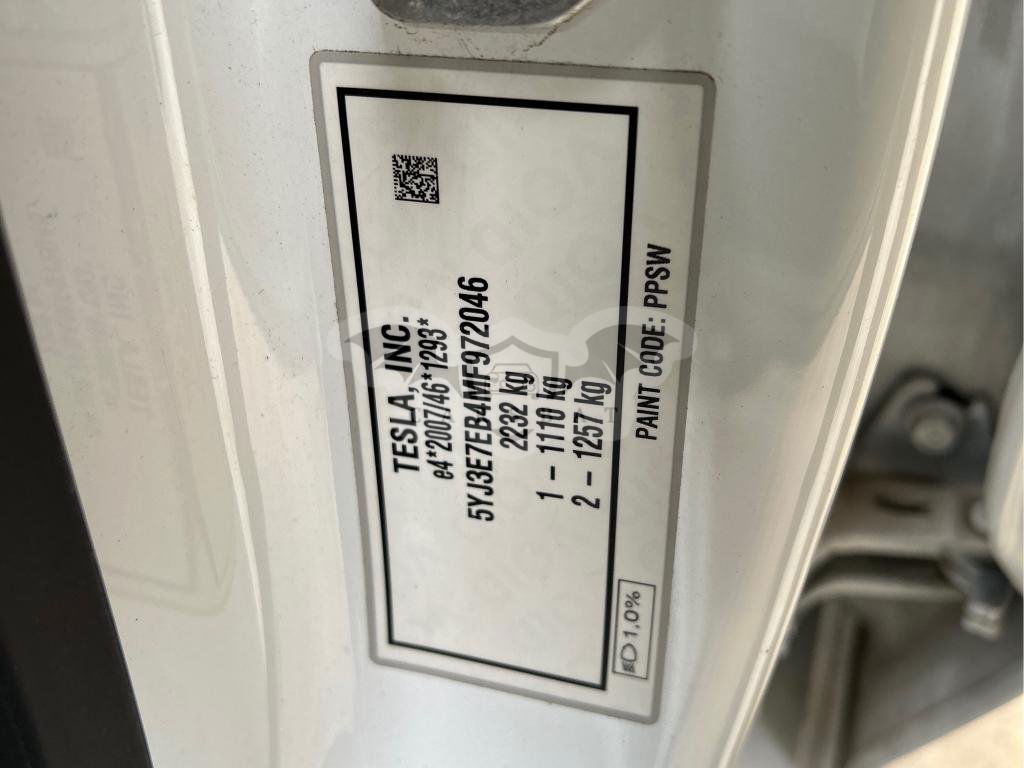 TESLA, INC.
e4*2007/46*1293*
5YJ3E7EB4MF972046
2232 kg
1 – 1110 kg
2 – 1257 kg
PAINT CODE: PPSW
1,0%